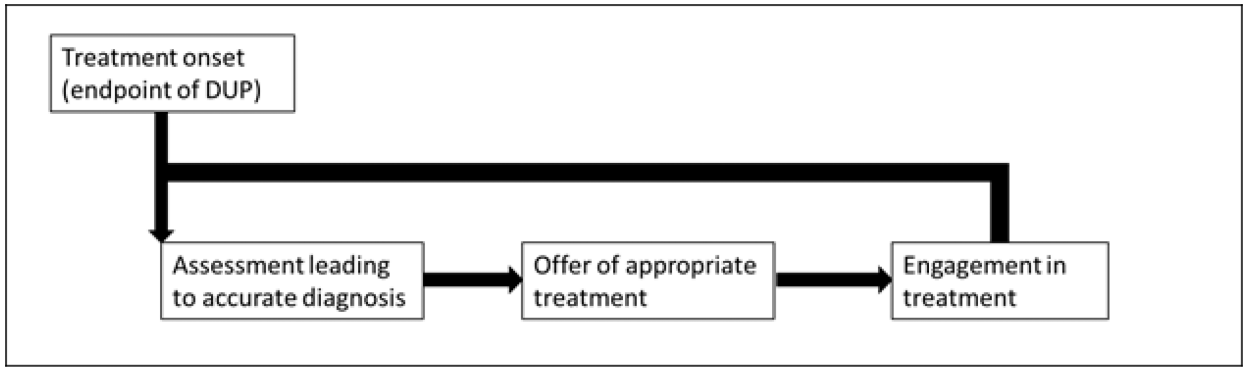 Treatment onset
(endpoint of DUP)
Assessment leading
to accurate diagnosis
Offer of appropriate
treatment
Engagement in
treatment